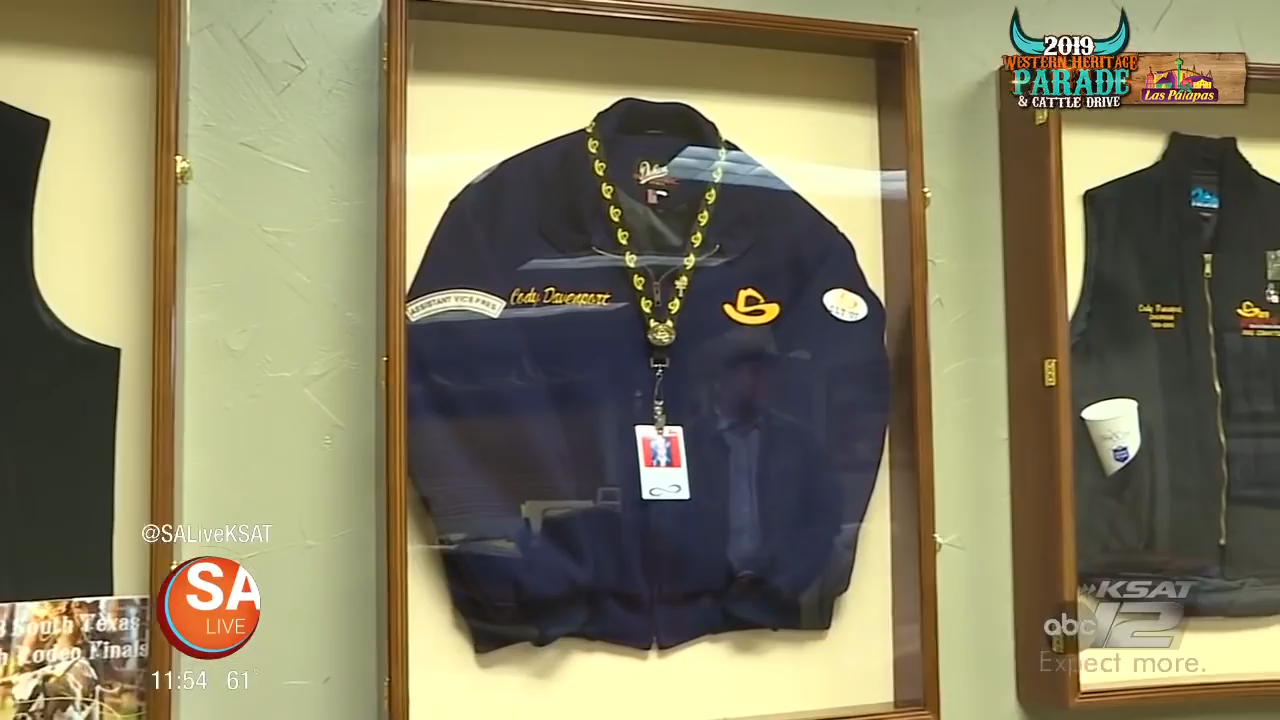 2019
WESTERN HERITAGE
PARADE
& CATTLE DRIVE
Las Palapas
ASSISTANT VICE PRES.
Cody Davenport
@SALiveKSAT
SA
LIVE
11:54 61°
South Texas
Rodeo Finals
KSAT
abc 12
Expect more.